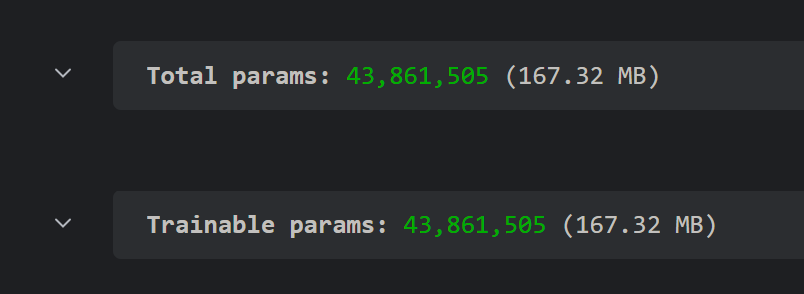 Total params: 43,861,505 (167.32 MB)
Trainable params: 43,861,505 (167.32 MB)